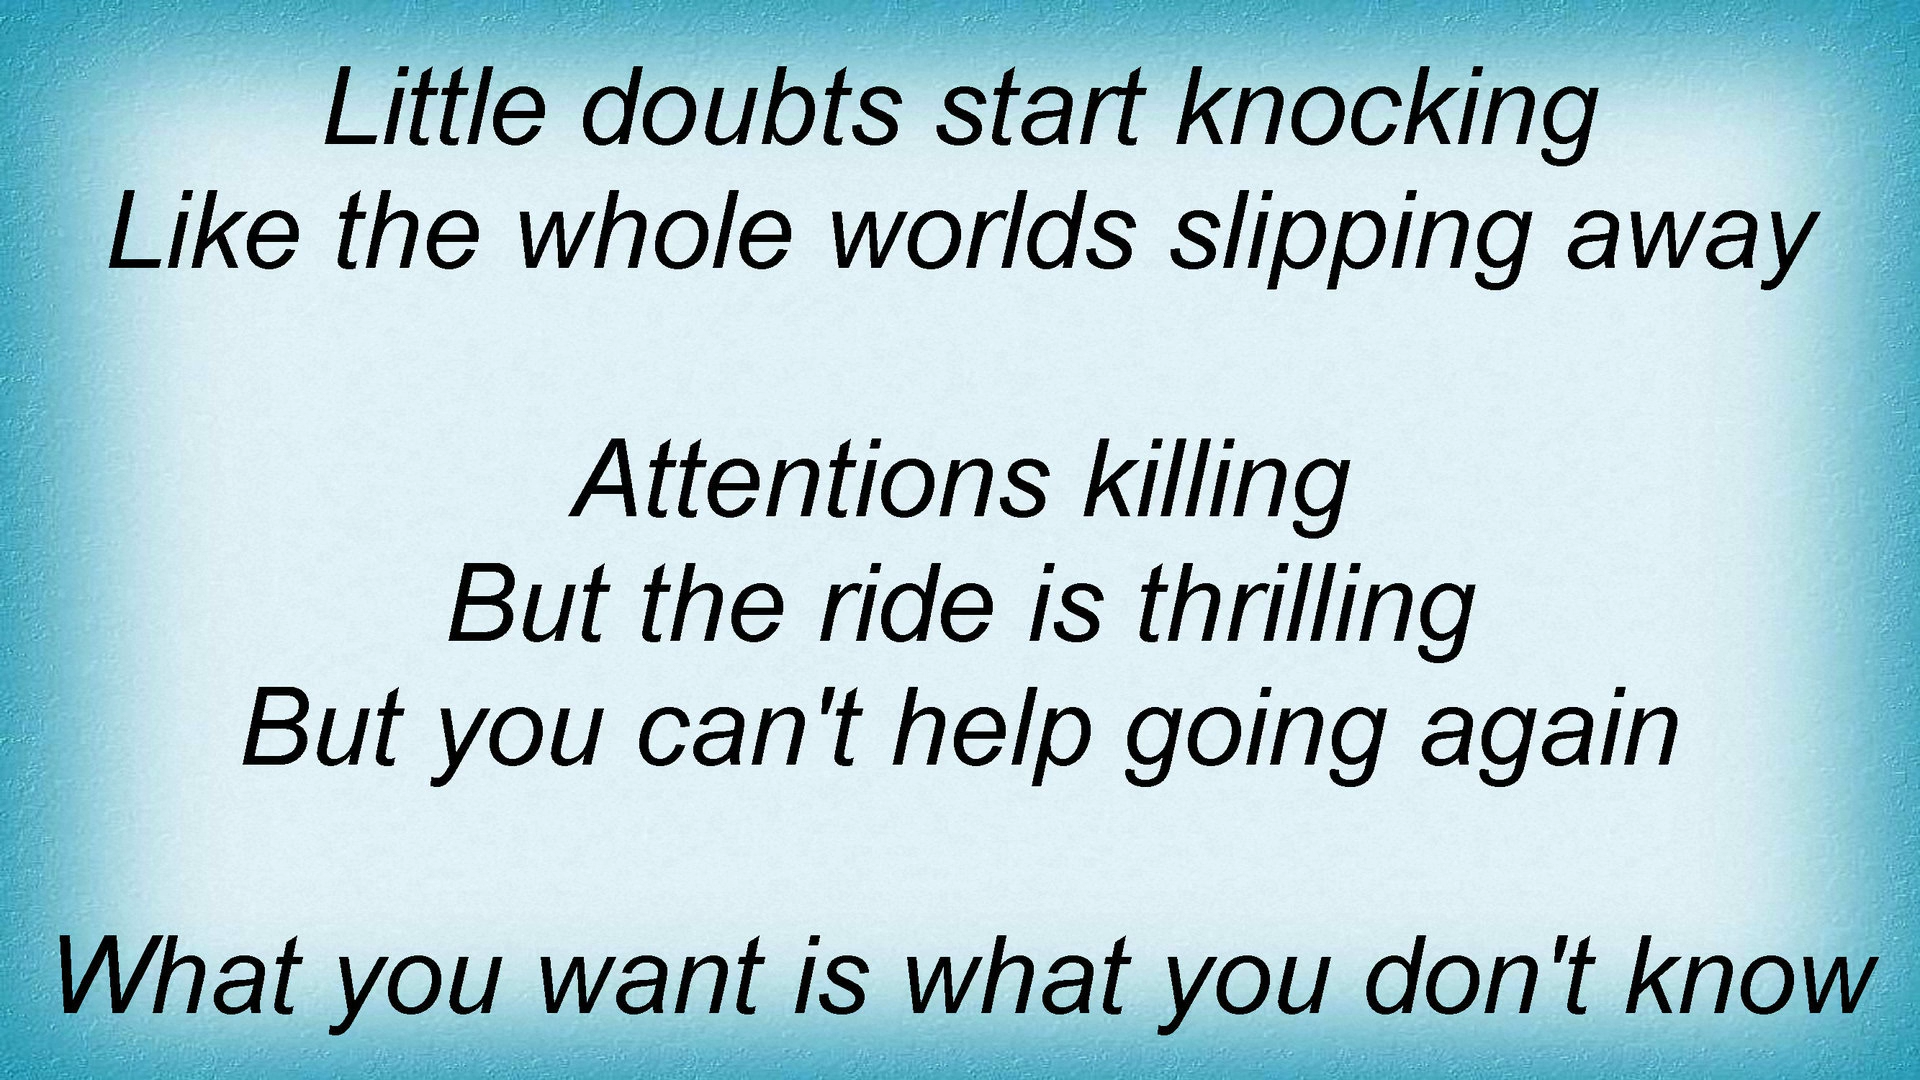 Little doubts start knocking
Like the whole worlds slipping away
Attentions killing
But the ride is thrilling
But you can't help going again
What you want is what you don't know